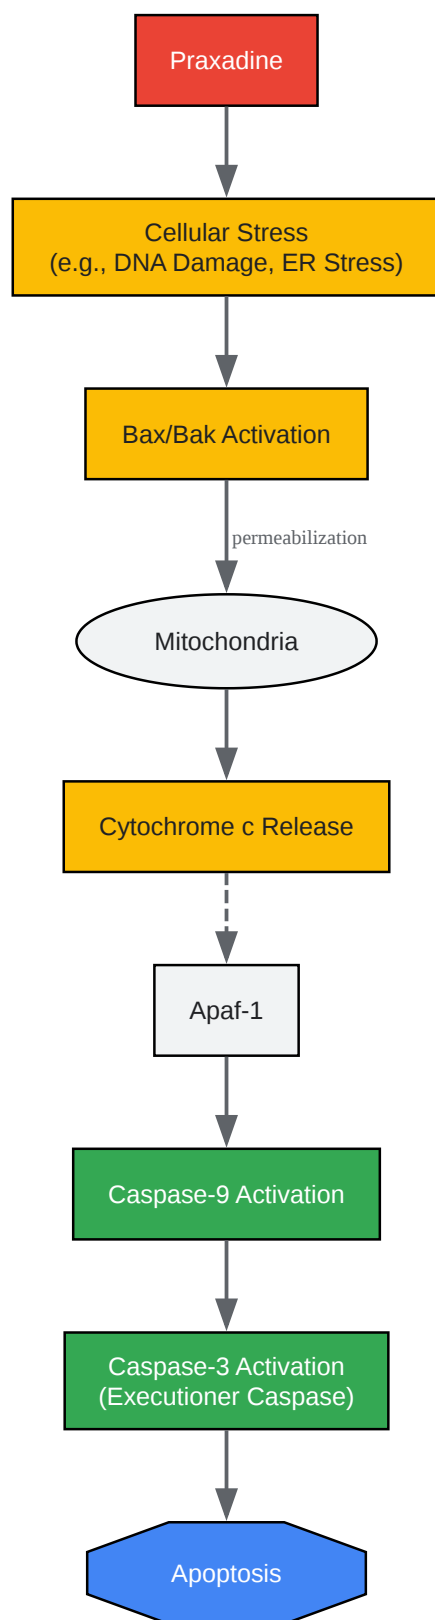 Praxadine
Cellular Stress
(e.g., DNA Damage, ER Stress)
Bax/Bak Activation
permeabilization
Mitochondria
Cytochrome c Release
Apaf-1
Caspase-9 Activation
Caspase-3 Activation
(Executioner Caspase)
Apoptosis